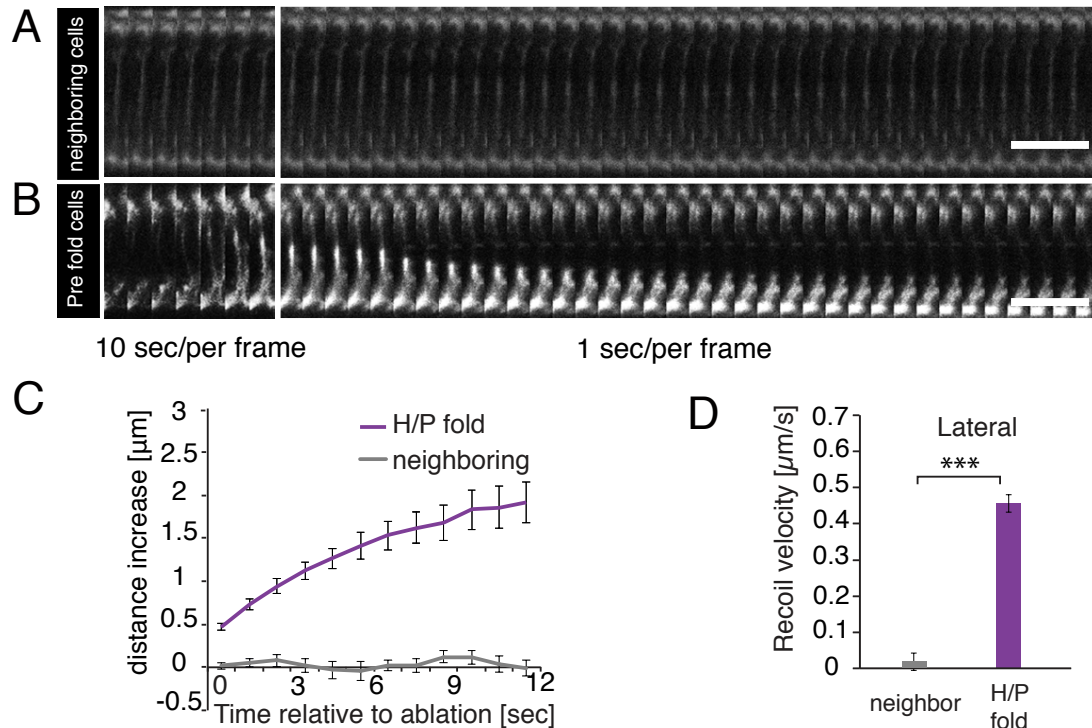 A
neighboring cells
B
Pre fold cells
10 sec/per frame
1 sec/per frame
C
distance increase [µm]
3
2.5
2
1.5
1
0.5
0
-0.5
H/P fold
neighboring
0 3 6 9 12
Time relative to ablation [sec]
D
Recoil velocity [µm/s]
0.7
0.6
0.5
0.4
0.3
0.2
0.1
0
Lateral
***
neighbor
H/P
fold